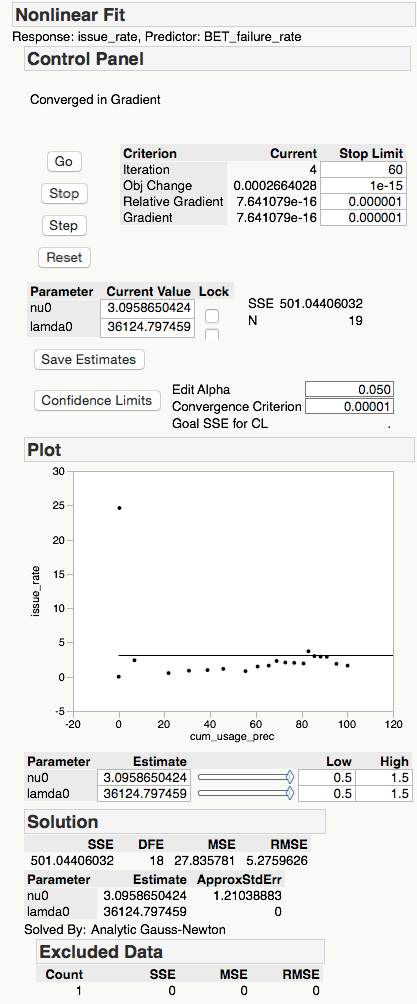 Nonlinear Fit
Response: issue_rate, Predictor: BET_failure_rate
Control Panel
Converged in Gradient
Go
Stop
Step
Reset
Criterion Current Stop Limit
Iteration 4 60
Obj Change 0.0002664028 1e-15
Relative Gradient 7.641079e-16 0.000001
Gradient 7.641079e-16 0.000001
Parameter Current Value Lock
nu0 3.0958650424
lamda0 36124.797459
SSE 501.04406032
N 19
Save Estimates
Confidence Limits
Edit Alpha 0.050
Convergence Criterion 0.00001
Goal SSE for CL .
Plot
30
25
20
15
10
5
0
-5
issue_rate
-20 0 20 40 60 80 100 120
cum_usage_prec
Parameter Estimate Low High
nu0 3.0958650424 0.5 1.5
lamda0 36124.797459 0.5 1.5
Solution
SSE DFE MSE RMSE
501.04406032 18 27.835781 5.2759626
Parameter Estimate ApproxStdErr
nu0 3.0958650424 1.21038883
lamda0 36124.797459 0
Solved By: Analytic Gauss-Newton
Excluded Data
Count SSE MSE RMSE
1 0 0 0